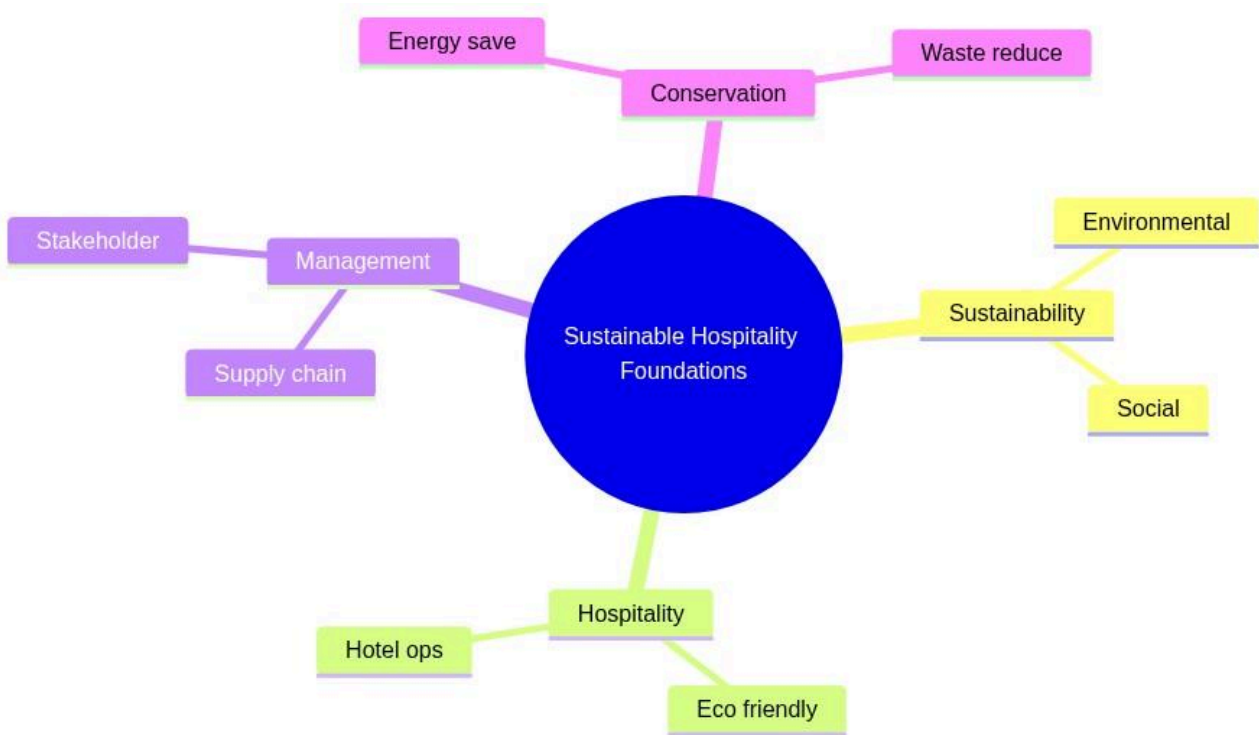 Energy save
Waste reduce
Conservation
Environmental
Stakeholder
Management
Sustainability
Sustainable Hospitality
Foundations
Supply chain
Social
Hospitality
Hotel ops
Eco friendly